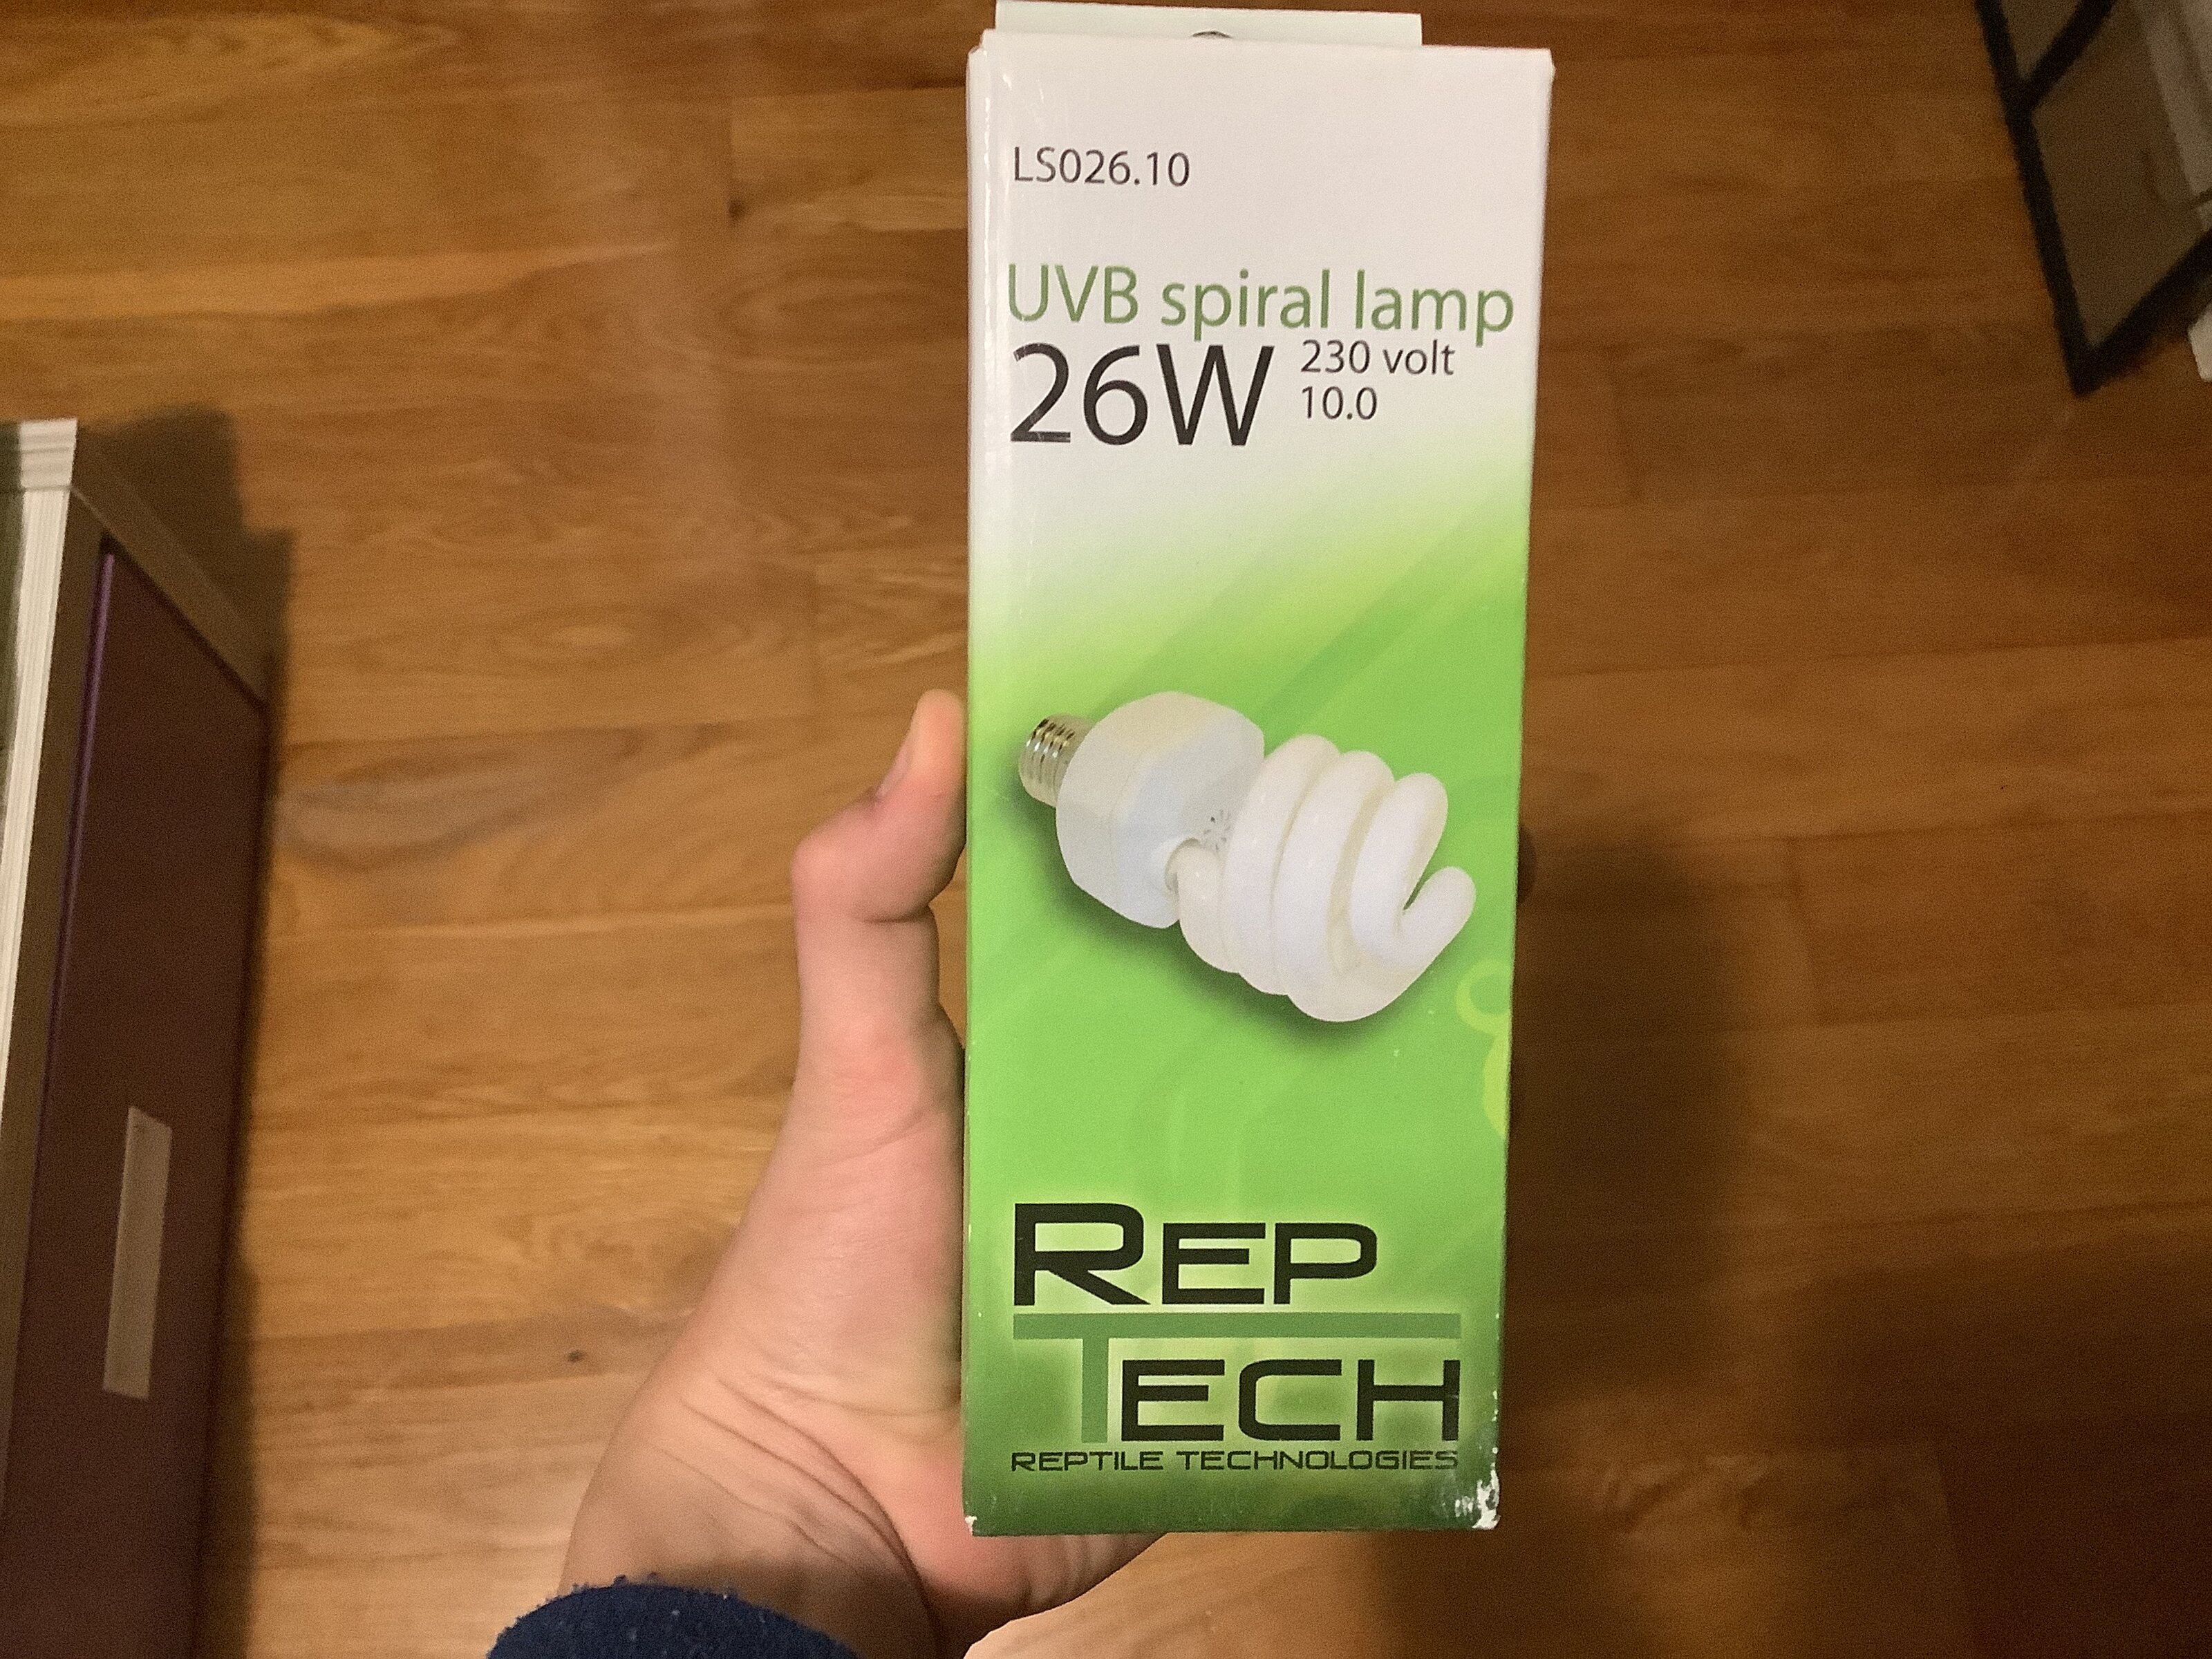 LS026.10
UVB spiral lamp
26W 230 volt
10.0
REP
TECH
REPTILE TECHNOLOGIES